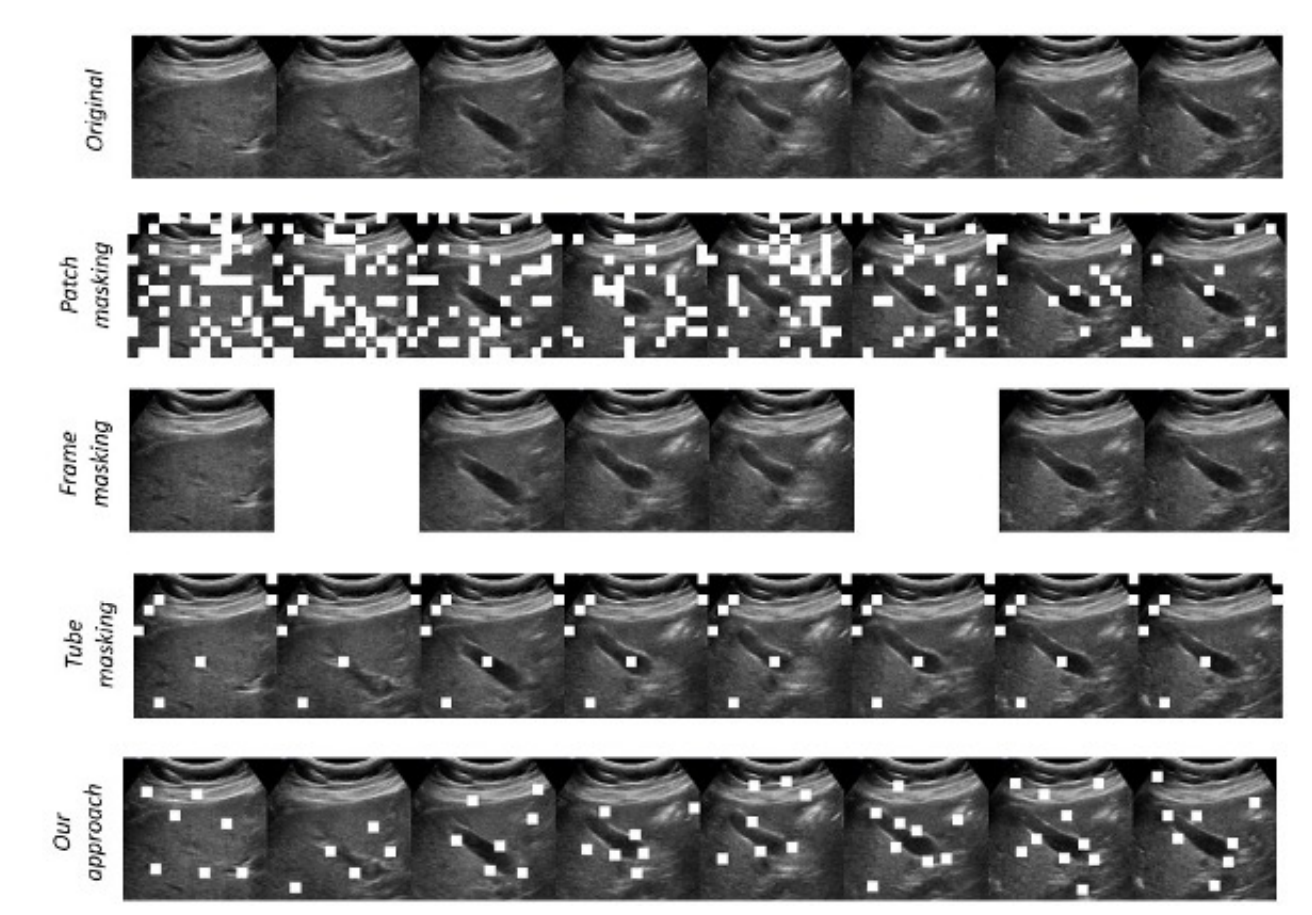 Original
Patch
masking
Frame
masking
Tube
masking
Our
approach